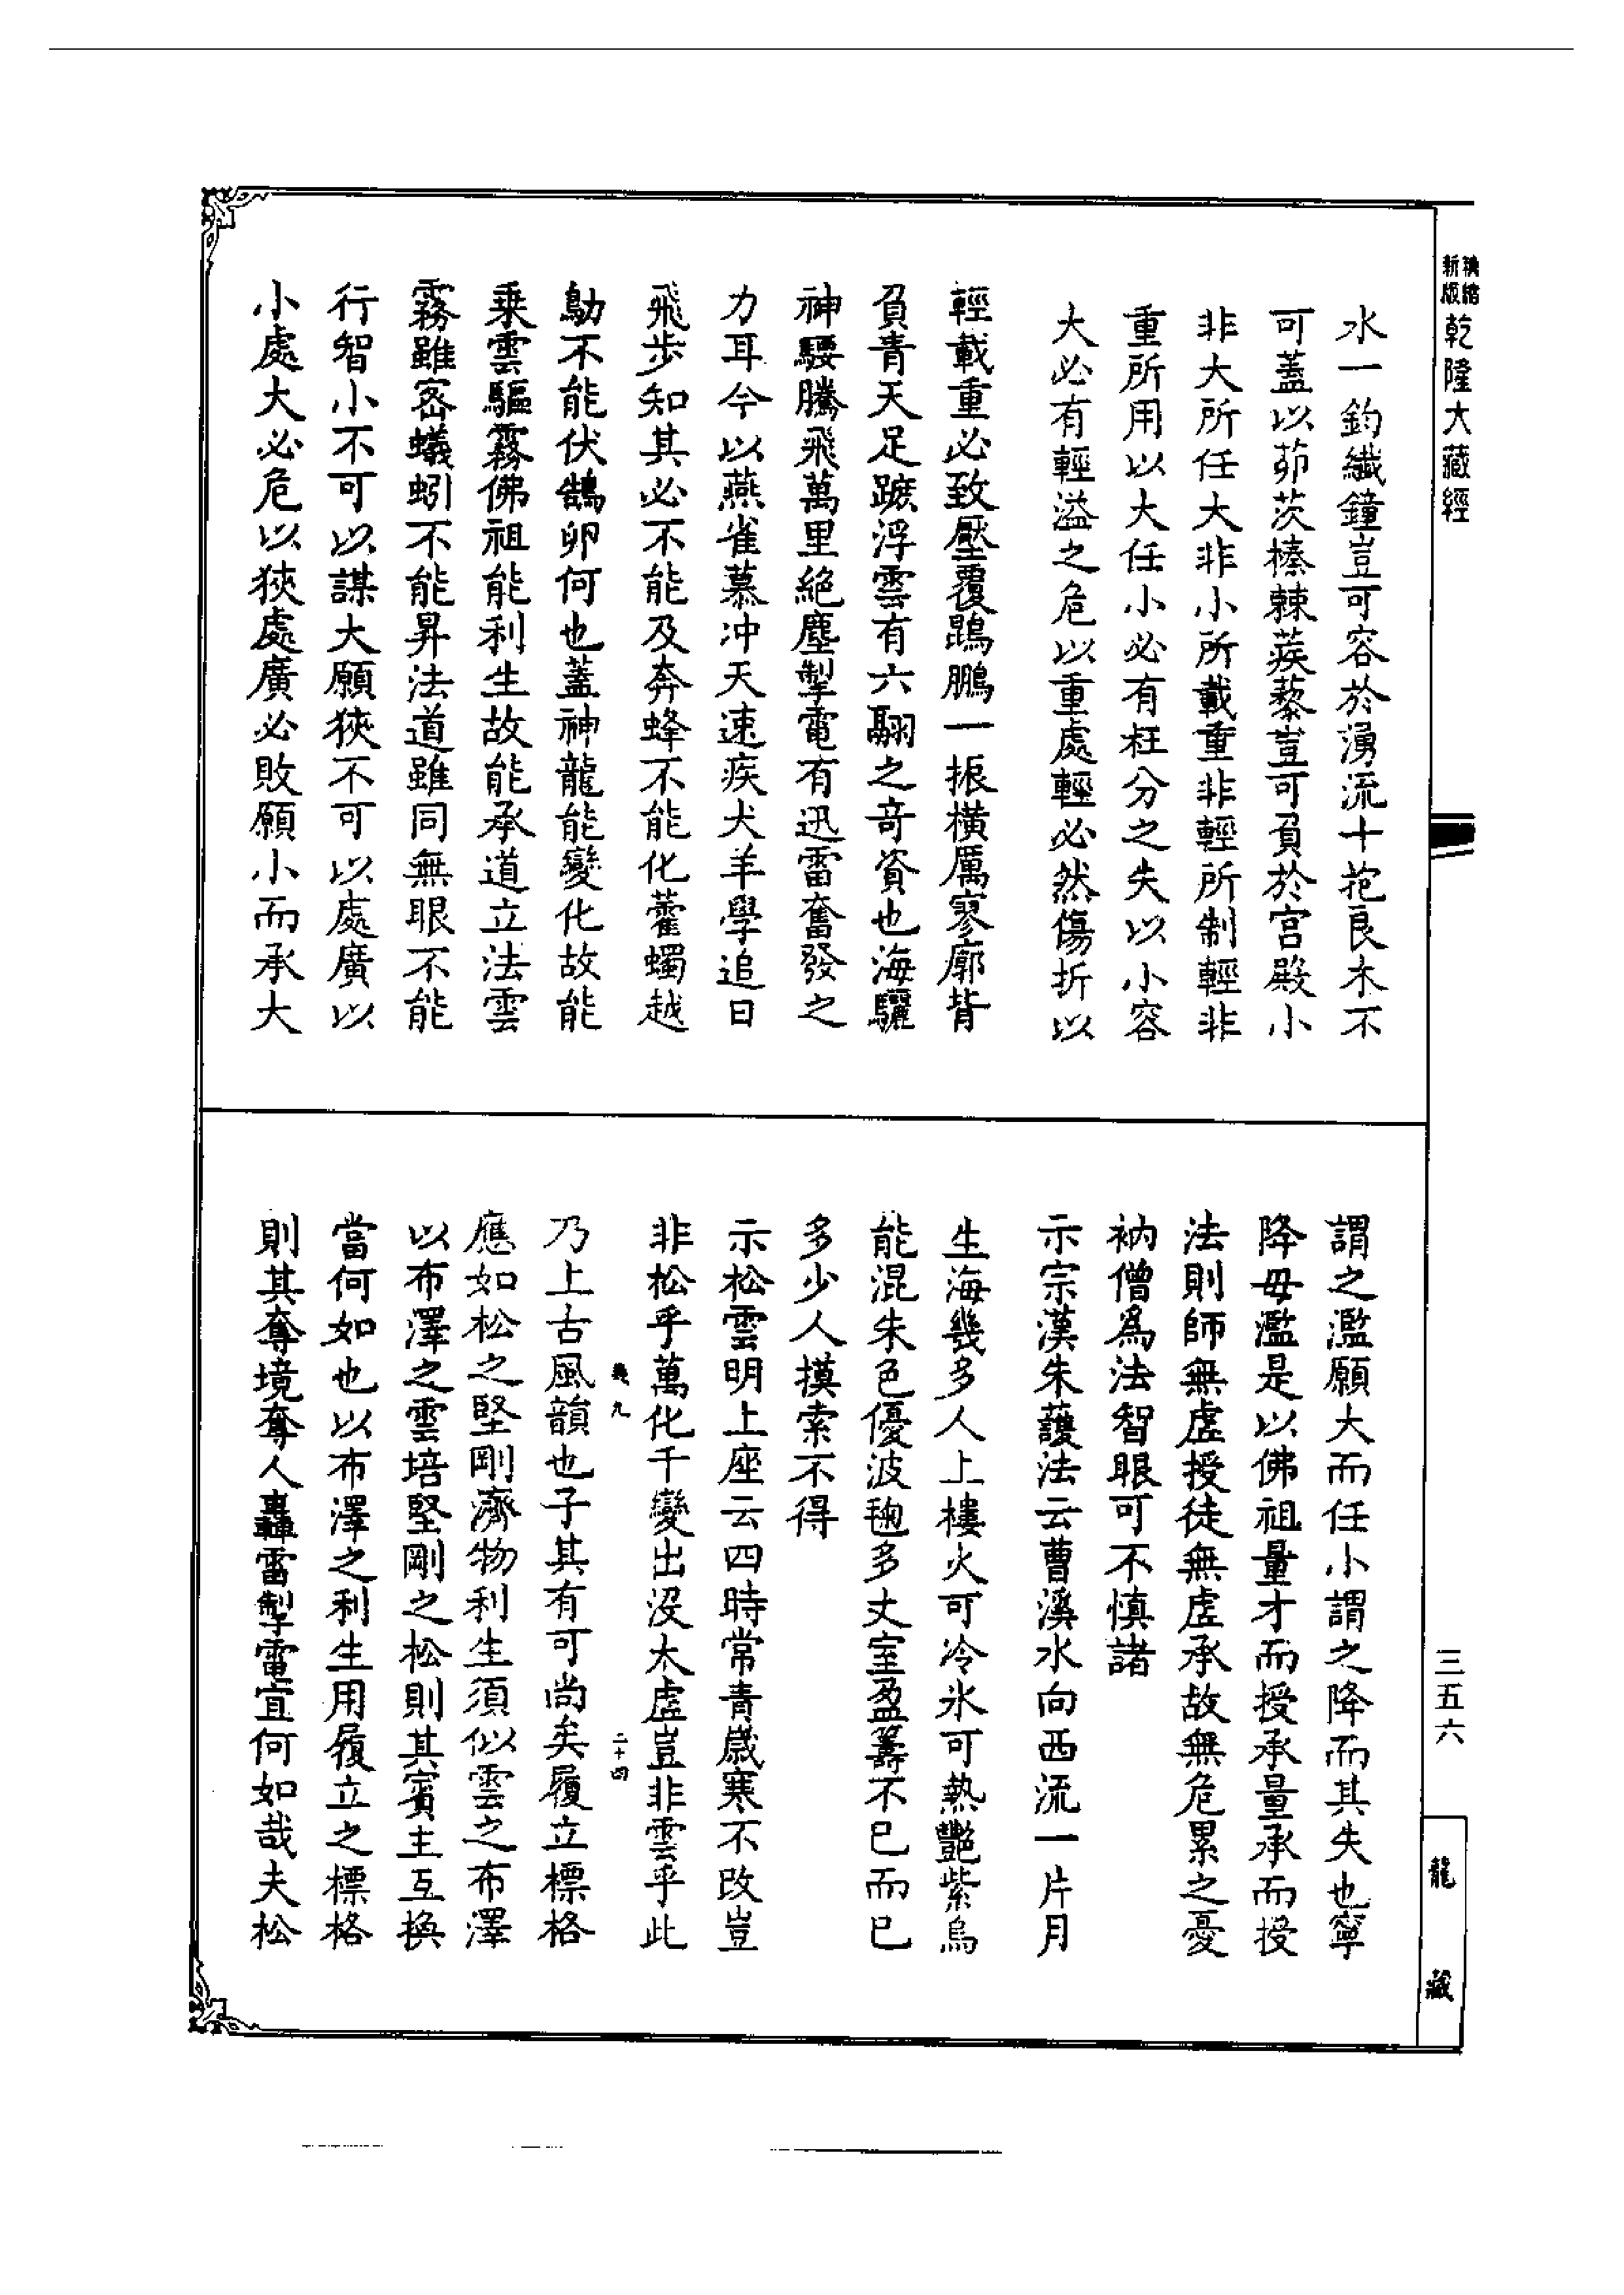 新版 乾隆大藏經
水一鈞纖鐘豈可容於湧流十抱良木不
可蓋以茆茨榛棘蒺藜豈可負於宮殿小
非大所任大非小所載重非輕所制輕非
重所用以大任小必有枉分之失以小容
大必有輕溢之危以重處輕必然傷折以
輕載重必致壓覆鵾鵬一振橫厲寥廓背
負青天足蹠浮雲有六翮之奇資也海驪
神騕騰飛萬里絕塵掣電有迅雷奮發之
力耳今以燕雀慕冲天速疾犬羊學追日
飛步知其必不能及奔蜂不能化藿蠋越
鳨不能伏鵠卵何也蓋神龍能變化故能
乗雲驅霧佛祖能利生故能承道立法雲
霧雖密蟻蚓不能昇法道雖同無眼不能
行智小不可以謀大願狹不可以處廣以
小處大必危以狹處廣必敗願小而承大
謂之濫願大而任小謂之降而其失也寧
降毋濫是以佛祖量才而授承量承而授
法則師無虛授徒無虛承故無危累之憂
衲僧爲法智眼可不慎諸
示宗漢朱護法云曹溪水向西流一片月
生海幾多人上樓火可冷氷可熱豔紫烏
能混朱色優波毱多丈室盈籌不已而已
多少人摸索不得
示松雲明上座云四時常青歲寒不改豈
非松乎萬化千變出沒太虛豈非雲乎此
九
二十四
乃上古風韻也子其有可尚矣履立標格
應如松之堅剛濟物利生須似雲之布澤
以布澤之雲培堅剛之松則其賓主互換
當何如也以布澤之利生用履立之標格
則其奪境奪人轟雷掣電宜何如哉夫松
三五六
龍藏